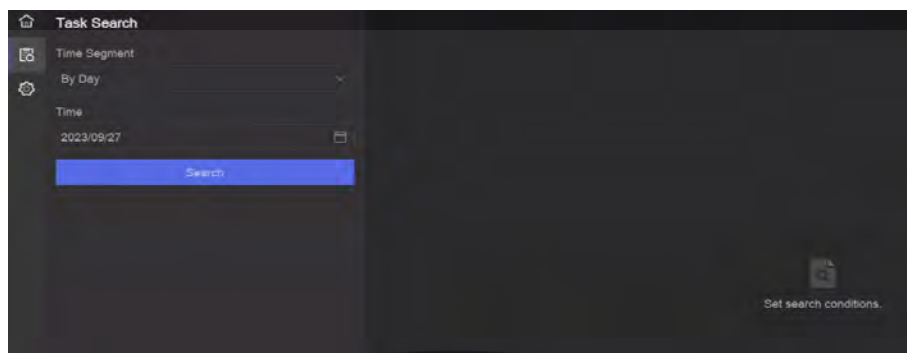 Task Search
Time Segment
By Day
Time
2023/09/27
Search
Set search conditions.